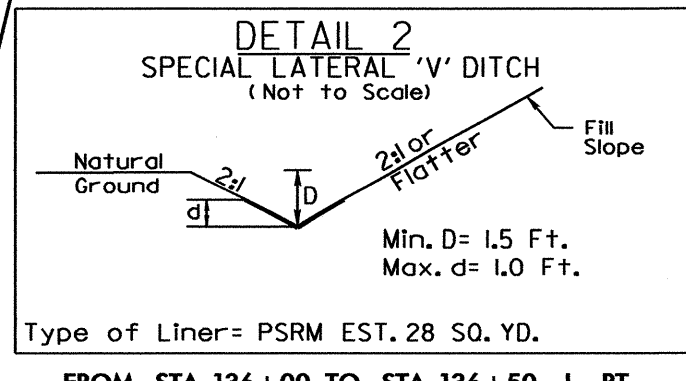 DETAIL 2
SPECIAL LATERAL 'V' DITCH
(Not to Scale)
Natural
Ground
2:1
d
D
2:1 or
Flatter
Fill
Slope
Min. D= 1.5 Ft.
Max. d= 1.0 Ft.
Type of Liner= PSRM EST. 28 SQ. YD.